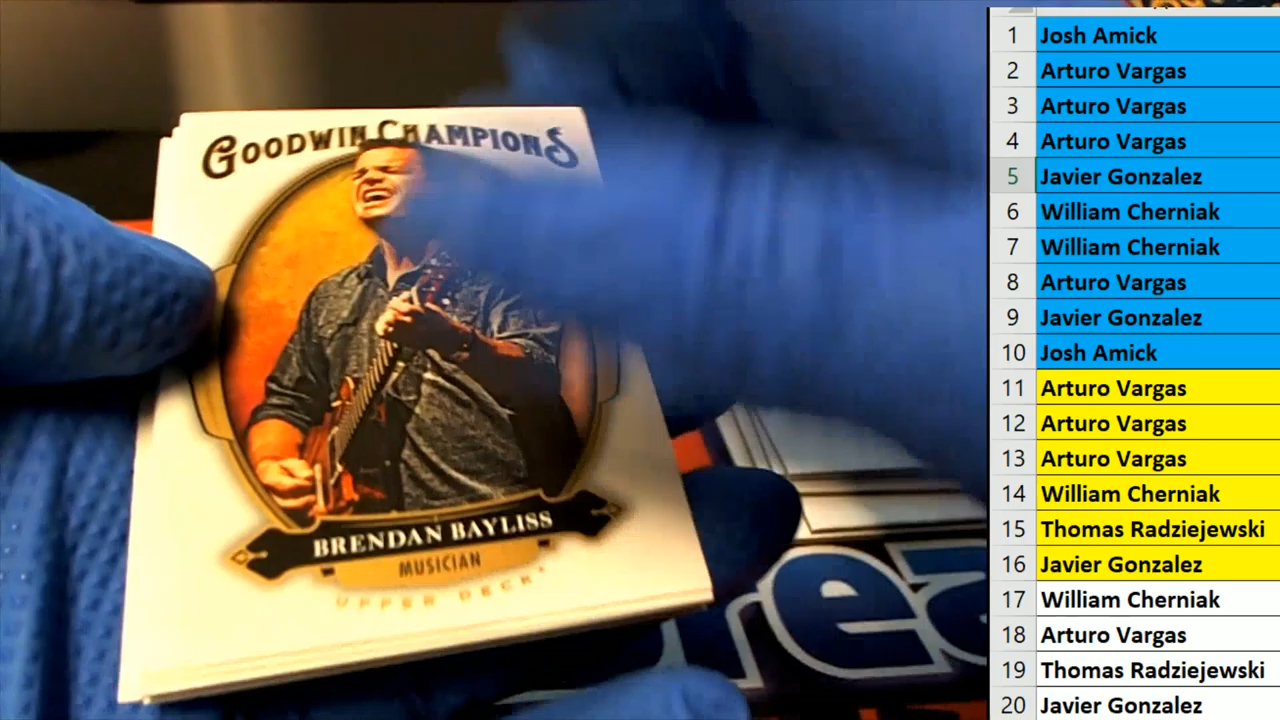 GOODWIN CHAMPIONS
BRENDAN BAYLISS
MUSICIAN
UPPER DECK
1 Josh Amick
2 Arturo Vargas
3 Arturo Vargas
4 Arturo Vargas
5 Javier Gonzalez
6 William Cherniak
7 William Cherniak
8 Arturo Vargas
9 Javier Gonzalez
10 Josh Amick
11 Arturo Vargas
12 Arturo Vargas
13 Arturo Vargas
14 William Cherniak
15 Thomas Radziejewski
16 Javier Gonzalez
17 William Cherniak
18 Arturo Vargas
19 Thomas Radziejewski
20 Javier Gonzalez